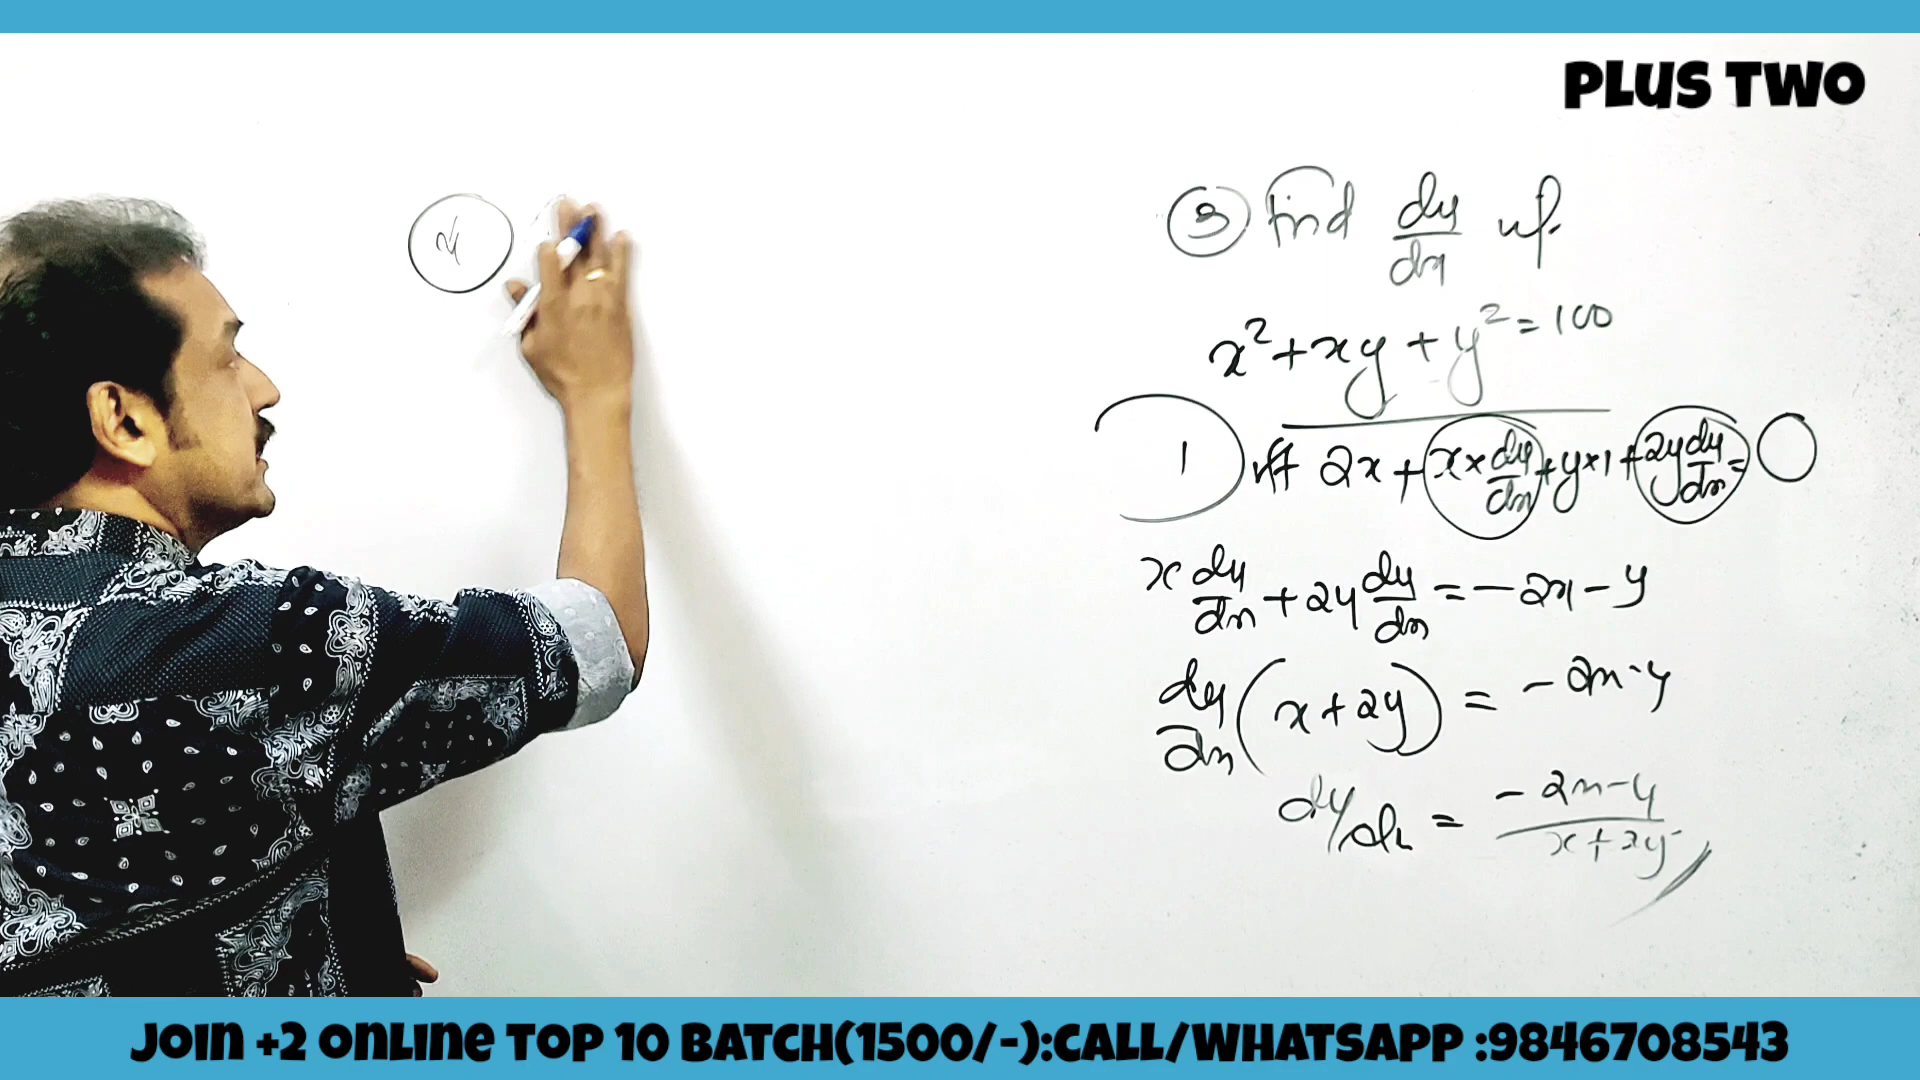 PLUS TWO
4
3 Find dy/dx if
x²+xy+y²=100
1 diff 2x+x×dy/dx+y×1+2y dy/dx=0
x dy/dx+2y dy/dx=-2x-y
dy/dx(x+2y)=-2x-y
dy/dx=(-2x-y)/(x+2y)
JOIN +2 ONLINE TOP 10 BATCH(1500/-):CALL/WHATSAPP :9846708543